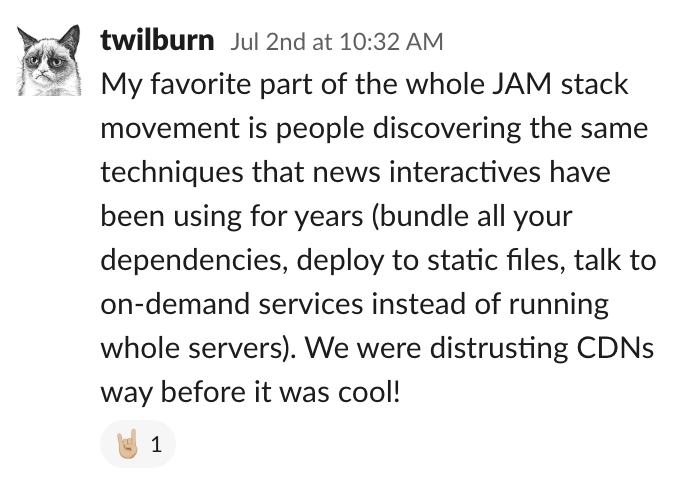 twilburn Jul 2nd at 10:32 AM
My favorite part of the whole JAM stack
movement is people discovering the same
techniques that news interactives have
been using for years (bundle all your
dependencies, deploy to static files, talk to
on-demand services instead of running
whole servers). We were distrusting CDNs
way before it was cool!
🤘🏼 1